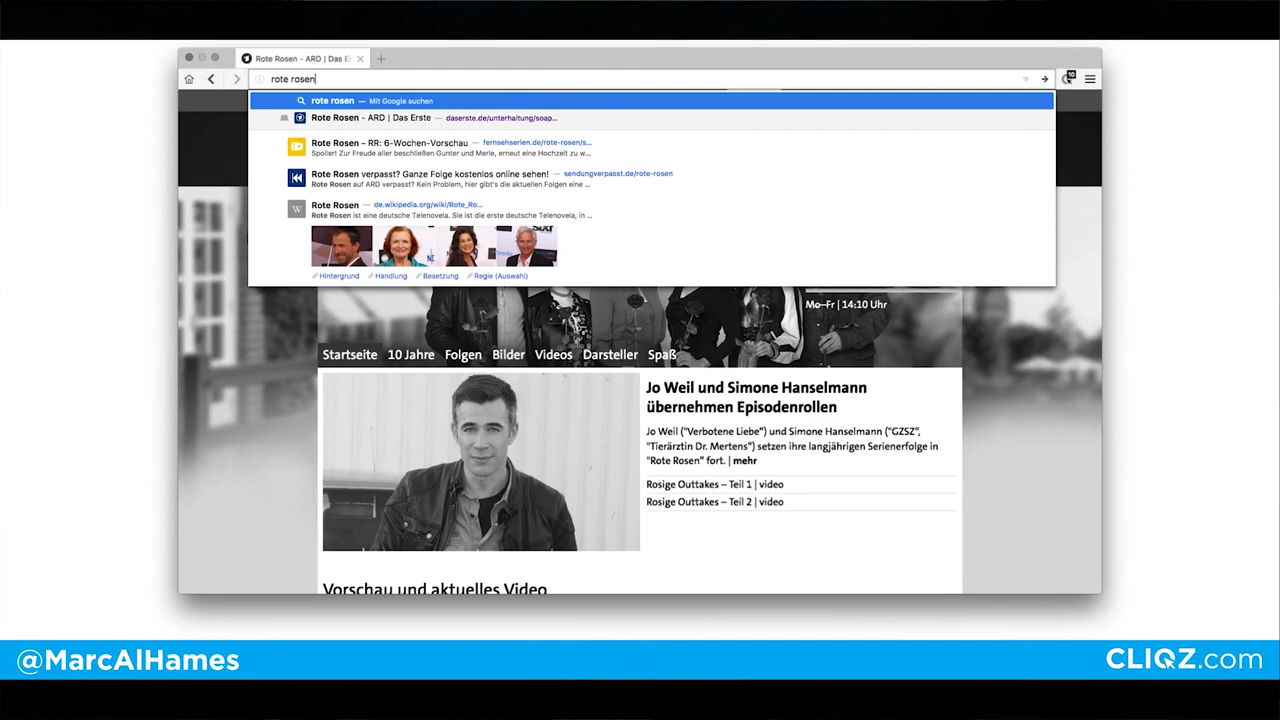 Rote Rosen - ARD | Das Er
rote rosen
10
rote rosen — Mit Google suchen
Rote Rosen - ARD | Das Erste — daserste.de/unterhaltung/soap...
Rote Rosen – RR: 6-Wochen-Vorschau — fernsehserien.de/rote-rosen/s...
Spoiler! Zur Freude aller beschließen Gunter und Merle, erneut eine Hochzeit zu w...
Rote Rosen verpasst? Ganze Folge kostenlos online sehen! — sendungverpasst.de/rote-rosen
Rote Rosen auf ARD verpasst? Kein Problem, hier gibt's die aktuellen Folgen eine ...
W
Rote Rosen — de.wikipedia.org/wiki/Rote_Ro...
Rote Rosen ist eine deutsche Telenovela. Sie ist die erste deutsche Telenovela, in ...
Sixt
Hintergrund Handlung Besetzung Regie (Auswahl)
Mo–Fr | 14:10 Uhr
Startseite 10 Jahre Folgen Bilder Videos Darsteller Spaß
Jo Weil und Simone Hanselmann
übernehmen Episodenrollen
Jo Weil ("Verbotene Liebe") und Simone Hanselmann ("GZSZ",
"Tierärztin Dr. Mertens") setzen ihre langjährigen Serienerfolge in
"Rote Rosen" fort. | mehr
Rosige Outtakes – Teil 1 | video
Rosige Outtakes – Teil 2 | video
Vorschau und aktuelles Video
@MarcAlHames
CLIQZ.com